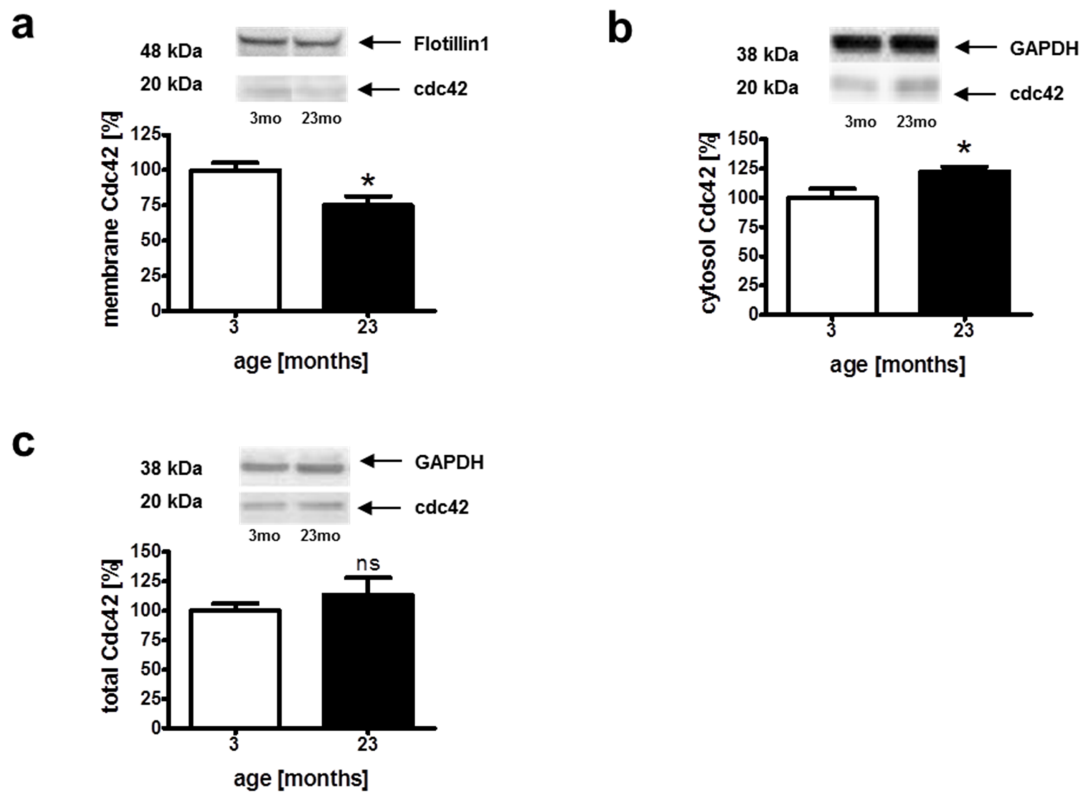 a
48 kDa
Flotillin1
20 kDa
cdc42
3mo 23mo
membrane Cdc42 [%]
125
100
75
50
25
0
*
3 23
age [months]
b
38 kDa
GAPDH
20 kDa
cdc42
3mo 23mo
cytosol Cdc42 [%]
150
125
100
75
50
25
0
*
3 23
age [months]
c
38 kDa
GAPDH
20 kDa
cdc42
3mo 23mo
total Cdc42 [%]
150
125
100
75
50
25
0
ns
3 23
age [months]